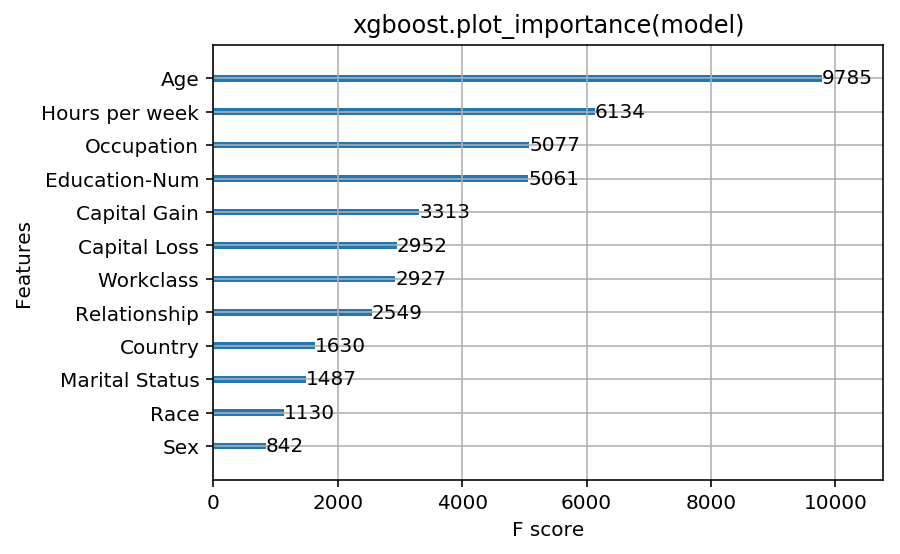 xgboost.plot_importance(model)
Age 9785
Hours per week 6134
Occupation 5077
Education-Num 5061
Capital Gain 3313
Capital Loss 2952
Workclass 2927
Relationship 2549
Country 1630
Marital Status 1487
Race 1130
Sex 842
Features
0 2000 4000 6000 8000 10000
F score